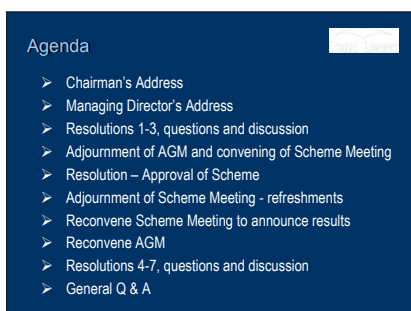 Agenda
Chairman's Address
Managing Director's Address
Resolutions 1-3, questions and discussion
Adjournment of AGM and convening of Scheme Meeting
Resolution – Approval of Scheme
Adjournment of Scheme Meeting - refreshments
Reconvene Scheme Meeting to announce results
Reconvene AGM
Resolutions 4-7, questions and discussion
General Q & A